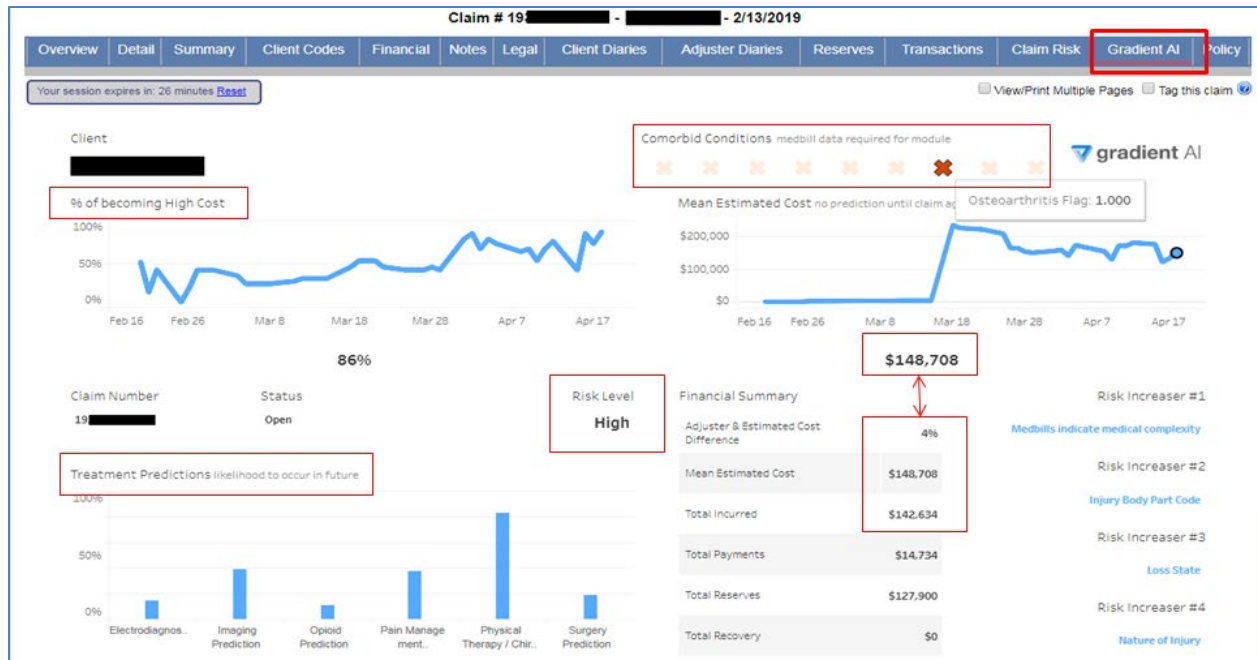 Claim # 19 - - 2/13/2019
Overview Detail Summary Client Codes Financial Notes Legal Client Diaries Adjuster Diaries Reserves Transactions Claim Risk Gradient AI Policy
Your session expires in: 26 minutes Reset
View/Print Multiple Pages Tag this claim
Client
Comorbid Conditions medbill data required for module
gradient AI
% of becoming High Cost
Mean Estimated Cost no prediction until claim
Osteoarthritis Flag: 1.000
100%
50%
0%
Feb 16 Feb 26 Mar 8 Mar 18 Mar 28 Apr 7 Apr 17
$200,000
$100,000
$0
Feb 16 Feb 26 Mar 8 Mar 18 Mar 28 Apr 7 Apr 17
86%
$148,708
Claim Number Status Risk Level
19 Open High
Financial Summary
Adjuster & Estimated Cost Difference 4%
Mean Estimated Cost $148,708
Total Incurred $142,634
Total Payments $14,734
Total Reserves $127,900
Total Recovery $0
Risk Increaser #1
Medbills indicate medical complexity
Risk Increaser #2
Injury Body Part Code
Risk Increaser #3
Loss State
Risk Increaser #4
Nature of Injury
Treatment Predictions likelihood to occur in future
100%
50%
0%
Electrodiagnos..
Imaging Prediction
Opioid Prediction
Pain Manage ment..
Physical Therapy / Chir..
Surgery Prediction